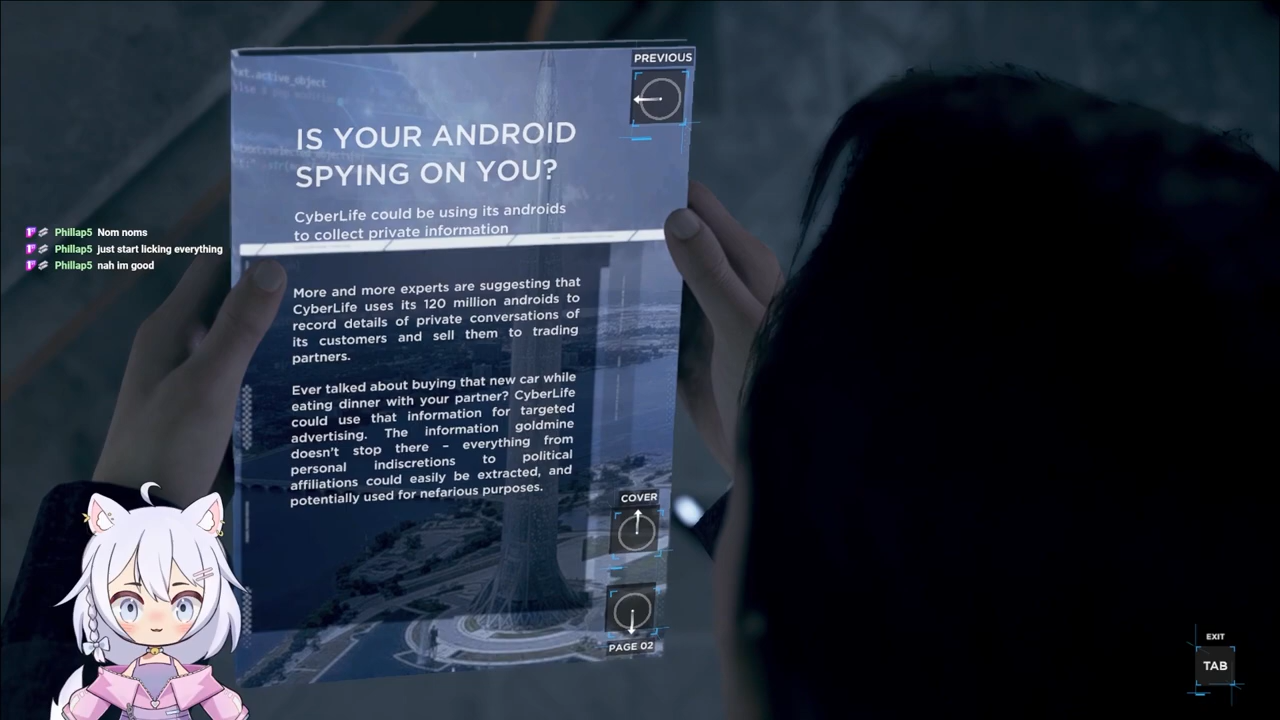 PREVIOUS
IS YOUR ANDROID
SPYING ON YOU?
CyberLife could be using its androids
to collect private information
Phillap5 Nom noms
Phillap5 just start licking everything
Phillap5 nah im good
More and more experts are suggesting that
CyberLife uses its 120 million androids to
record details of private conversations of
its customers and sell them to trading
partners.
Ever talked about buying that new car while
eating dinner with your partner? CyberLife
could use that information for targeted
advertising. The information goldmine
doesn't stop there – everything from
personal indiscretions to political
affiliations could easily be extracted, and
potentially used for nefarious purposes.
COVER
PAGE 02
EXIT
TAB